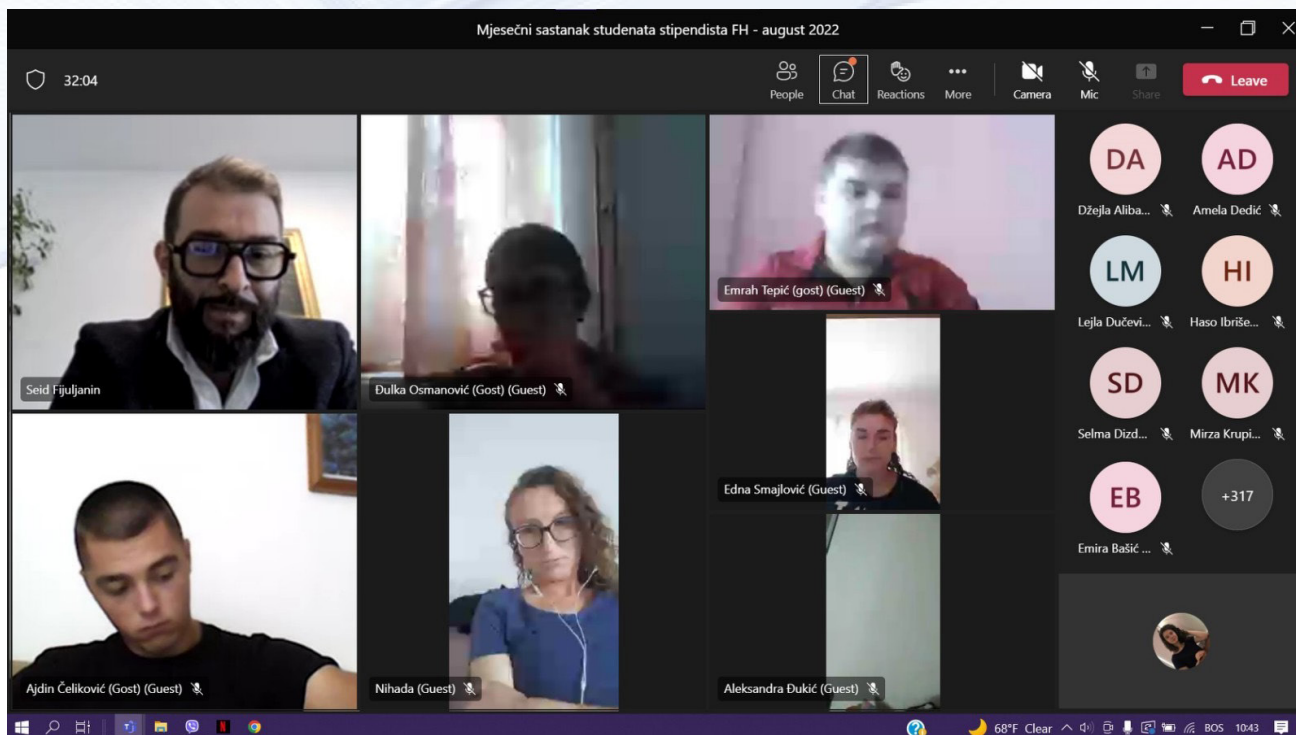 Mjesečni sastanak studenata stipendista FH - august 2022
32:04
People
Chat
Reactions
More
Camera
Mic
Share
Leave
Seid Fijuljanin
Đulka Osmanović (Gost) (Guest)
Emrah Tepić (gost) (Guest)
Edna Smajlović (Guest)
Ajdin Čeliković (Gost) (Guest)
Nihada (Guest)
Aleksandra Đukić (Guest)
DA
Džejla Aliba...
AD
Amela Dedić
LM
Lejla Dučevi...
HI
Haso Ibriše...
SD
Selma Dizd...
MK
Mirza Krupi...
EB
Emira Bašić ...
+317
68°F Clear
BOS
10:43